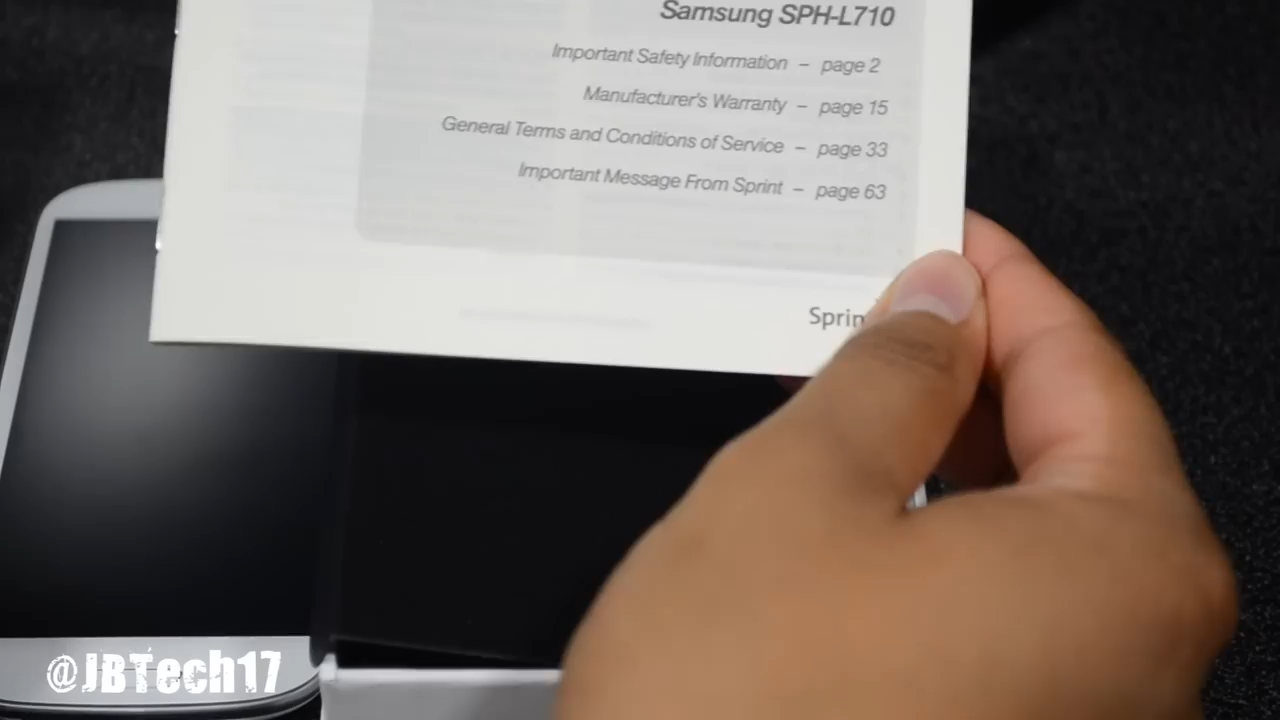 Samsung SPH-L710
Important Safety Information – page 2
Manufacturer's Warranty – page 15
General Terms and Conditions of Service – page 33
Important Message From Sprint – page 63
Sprin
@JBTech17